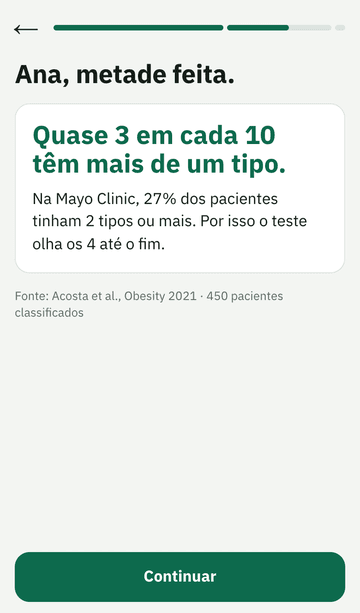 Ana, metade feita.
Quase 3 em cada 10
têm mais de um tipo.
Na Mayo Clinic, 27% dos pacientes
tinham 2 tipos ou mais. Por isso o teste
olha os 4 até o fim.
Fonte: Acosta et al., Obesity 2021 · 450 pacientes
classificados
Continuar